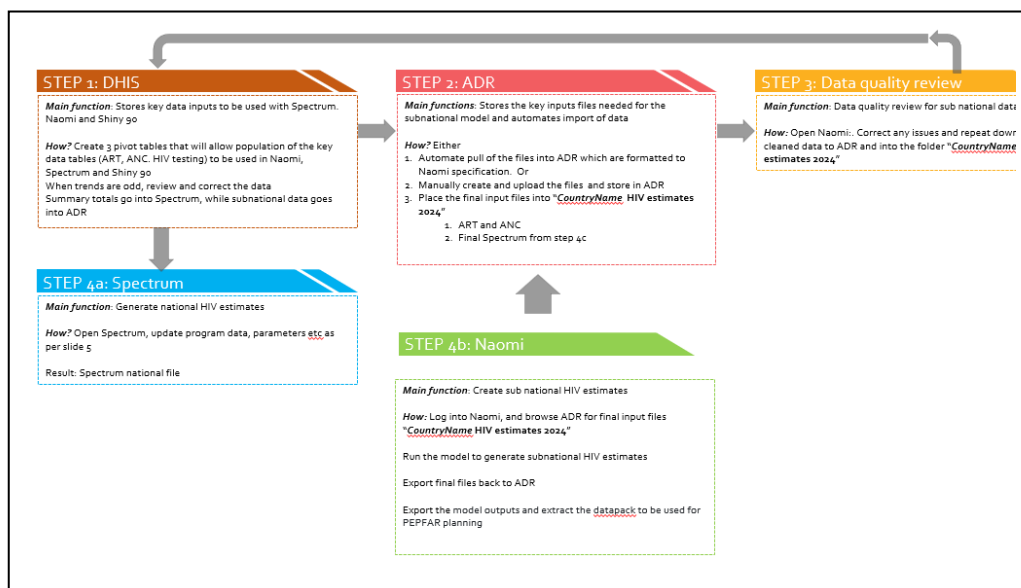 STEP 1: DHIS
Main function: Stores key data inputs to be used with Spectrum.
Naomi and Shiny 90
How? Create 3 pivot tables that will allow population of the key
data tables (ART, ANC. HIV testing) to be used in Naomi,
Spectrum and Shiny 90
When trends are odd, review and correct the data
Summary totals go into Spectrum, while subnational data goes
into ADR
STEP 2: ADR
Main functions: Stores the key inputs files needed for the
subnational model and automates import of data
How? Either
1. Automate pull of the files into ADR which are formatted to
Naomi specification. Or
2. Manually create and upload the files and store in ADR
3. Place the final input files into "CountryName HIV estimates
2024"
1. ART and ANC
2. Final Spectrum from step 4c
STEP 3: Data quality review
Main function: Data quality review for sub national data
How: Open Naomi:. Correct any issues and repeat down
cleaned data to ADR and into the folder "CountryName
estimates 2024"
STEP 4a: Spectrum
Main function: Generate national HIV estimates
How? Open Spectrum, update program data, parameters etc as
per slide 5
Result: Spectrum national file
STEP 4b: Naomi
Main function: Create sub national HIV estimates
How: Log into Naomi, and browse ADR for final input files
"CountryName HIV estimates 2024"
Run the model to generate subnational HIV estimates
Export final files back to ADR
Export the model outputs and extract the datapack to be used for
PEPFAR planning